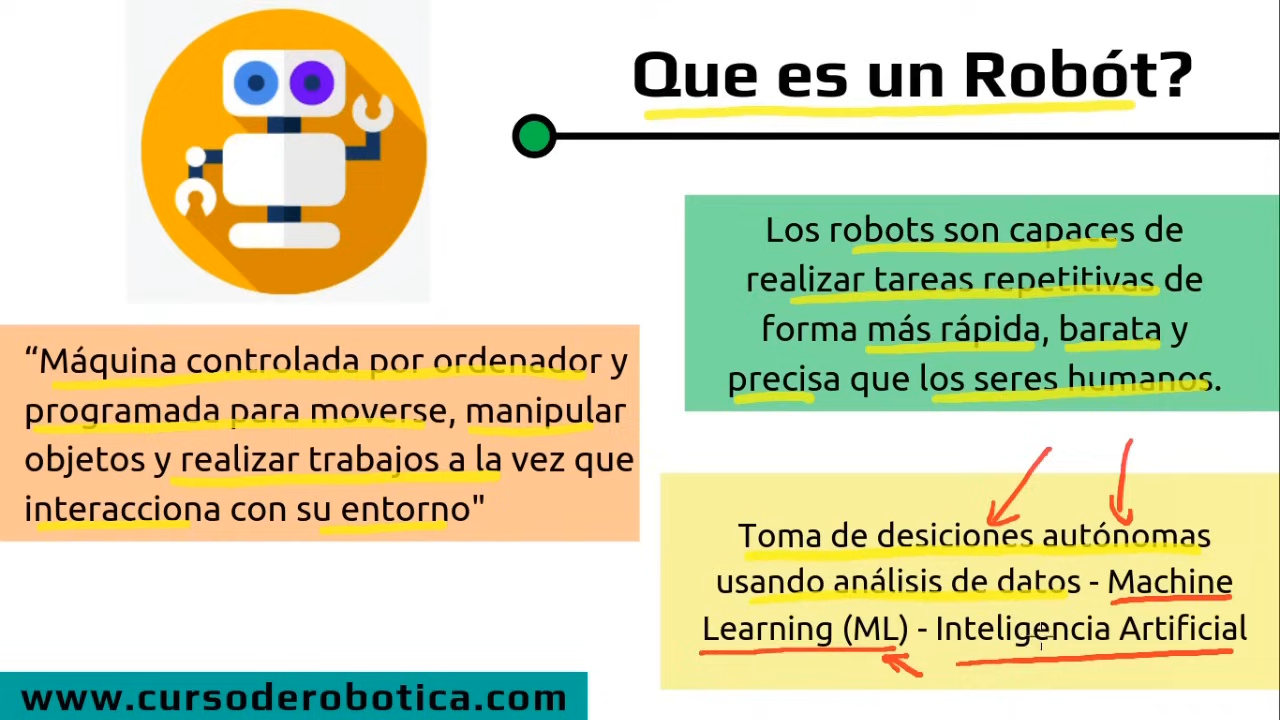 Que es un Robót?
Los robots son capaces de
realizar tareas repetitivas de
forma más rápida, barata y
precisa que los seres humanos.
“Máquina controlada por ordenador y
programada para moverse, manipular
objetos y realizar trabajos a la vez que
interacciona con su entorno"
Toma de desiciones autónomas
usando análisis de datos - Machine
Learning (ML) - Inteligencia Artificial
www.cursoderobotica.com